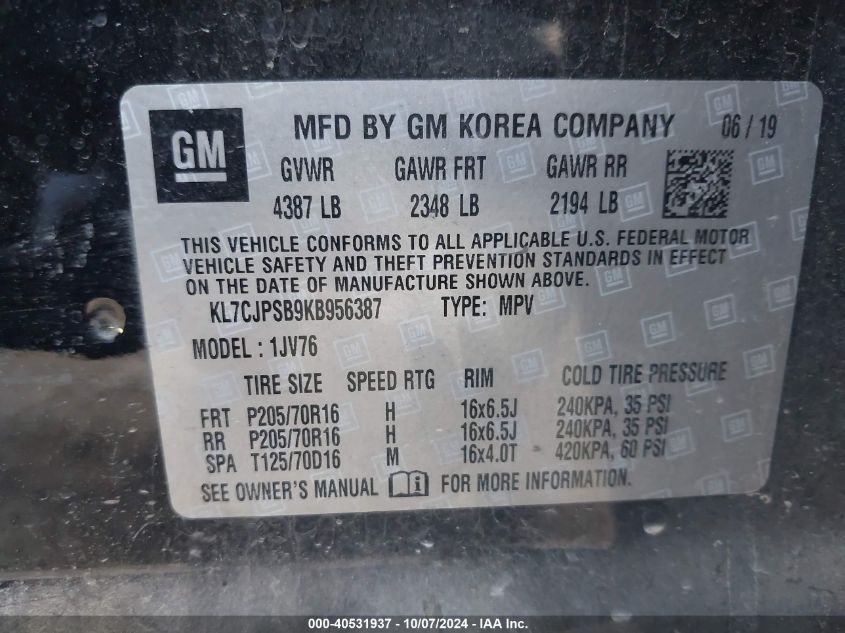 GM MFD BY GM KOREA COMPANY 06 / 19
GVWR GAWR FRT GAWR RR
4387 LB 2348 LB 2194 LB
THIS VEHICLE CONFORMS TO ALL APPLICABLE U.S. FEDERAL MOTOR
VEHICLE SAFETY AND THEFT PREVENTION STANDARDS IN EFFECT
ON THE DATE OF MANUFACTURE SHOWN ABOVE.
KL7CJPSB9KB956387 TYPE: MPV
MODEL : 1JV76
TIRE SIZE SPEED RTG RIM COLD TIRE PRESSURE
FRT P205/70R16 H 16x6.5J 240KPA, 35 PSI
RR P205/70R16 H 16x6.5J 240KPA, 35 PSI
SPA T125/70D16 M 16x4.0T 420KPA, 60 PSI
SEE OWNER'S MANUAL FOR MORE INFORMATION.
000-40531937 - 10/07/2024 - IAA Inc.